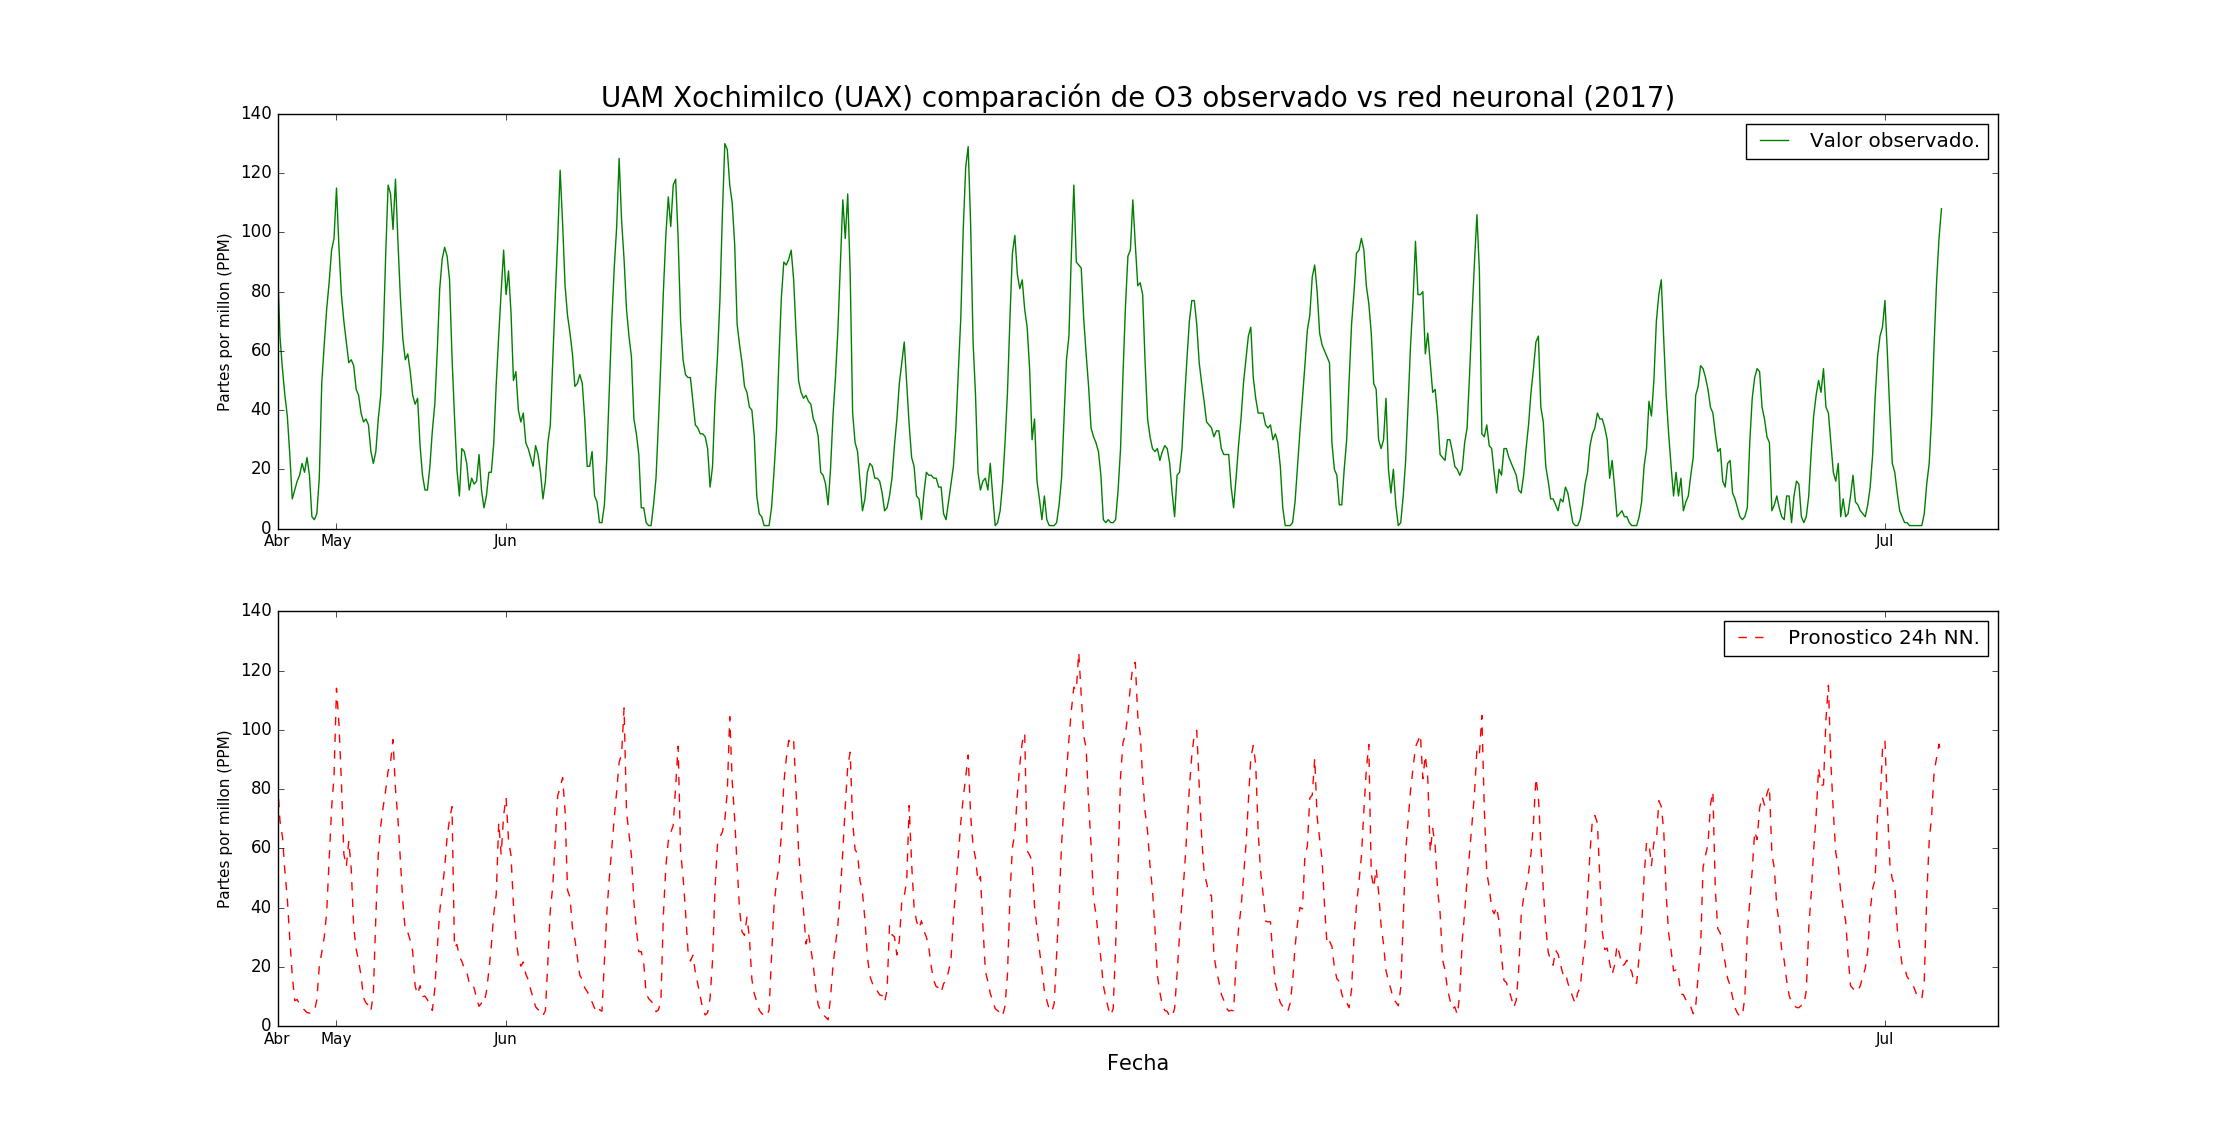 UAM Xochimilco (UAX) comparación de O3 observado vs red neuronal (2017)
140
120
100
80
60
40
20
0
Partes por millon (PPM)
Valor observado.
Abr May Jun Jul
140
120
100
80
60
40
20
0
Partes por millon (PPM)
Pronostico 24h NN.
Abr May Jun Jul
Fecha